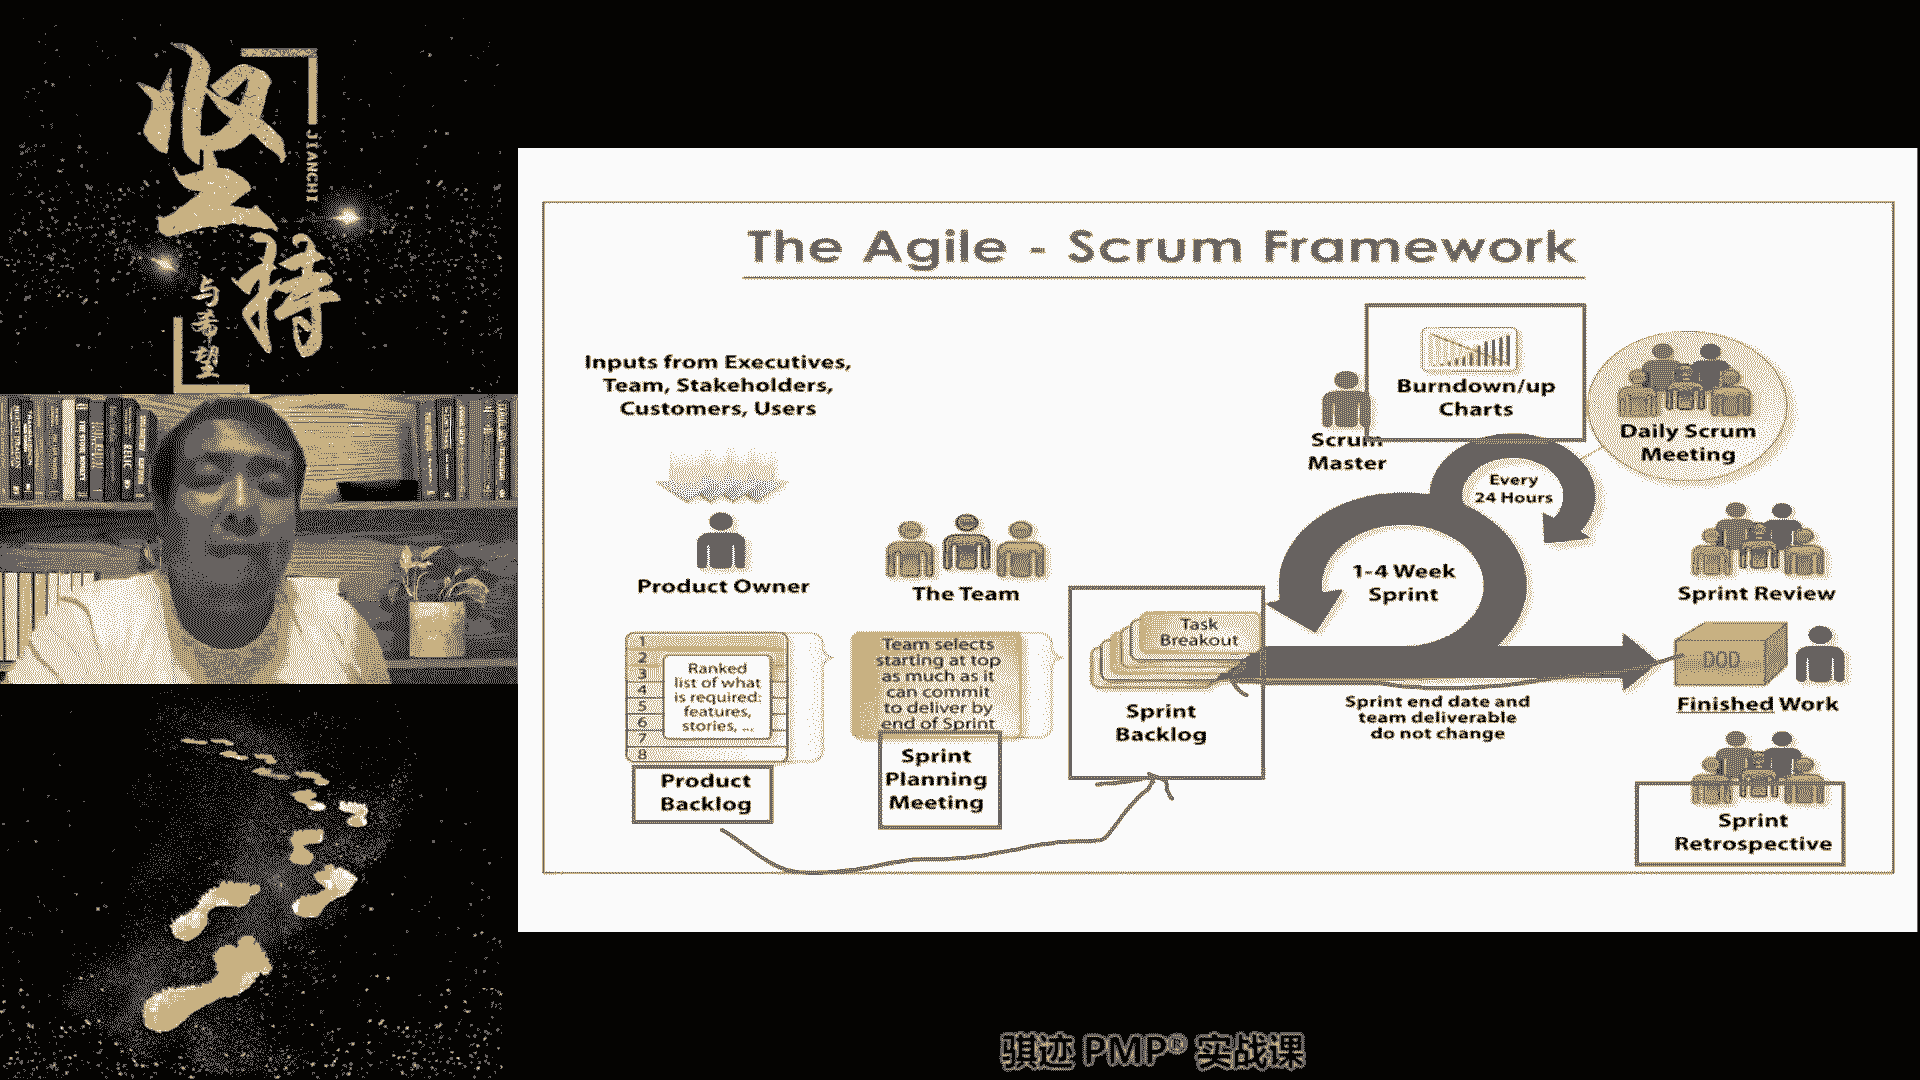 坚
持
JIANCHI
与希望
The Agile - Scrum Framework
Inputs from Executives,
Team, Stakeholders,
Customers, Users
Product Owner
The Team
1
2
3
4
5
6
7
8
Ranked
list of what
is required:
features,
stories, ...
Product
Backlog
Team selects
starting at top
as much as it
can commit
to deliver by
end of Sprint
Sprint
Planning
Meeting
Task
Breakout
Sprint
Backlog
Scrum
Master
Burndown/up
Charts
Every
24 Hours
Daily Scrum
Meeting
1-4 Week
Sprint
Sprint end date and
team deliverable
do not change
Sprint Review
DOD
Finished Work
Sprint
Retrospective
骐迹 PMP® 实战课